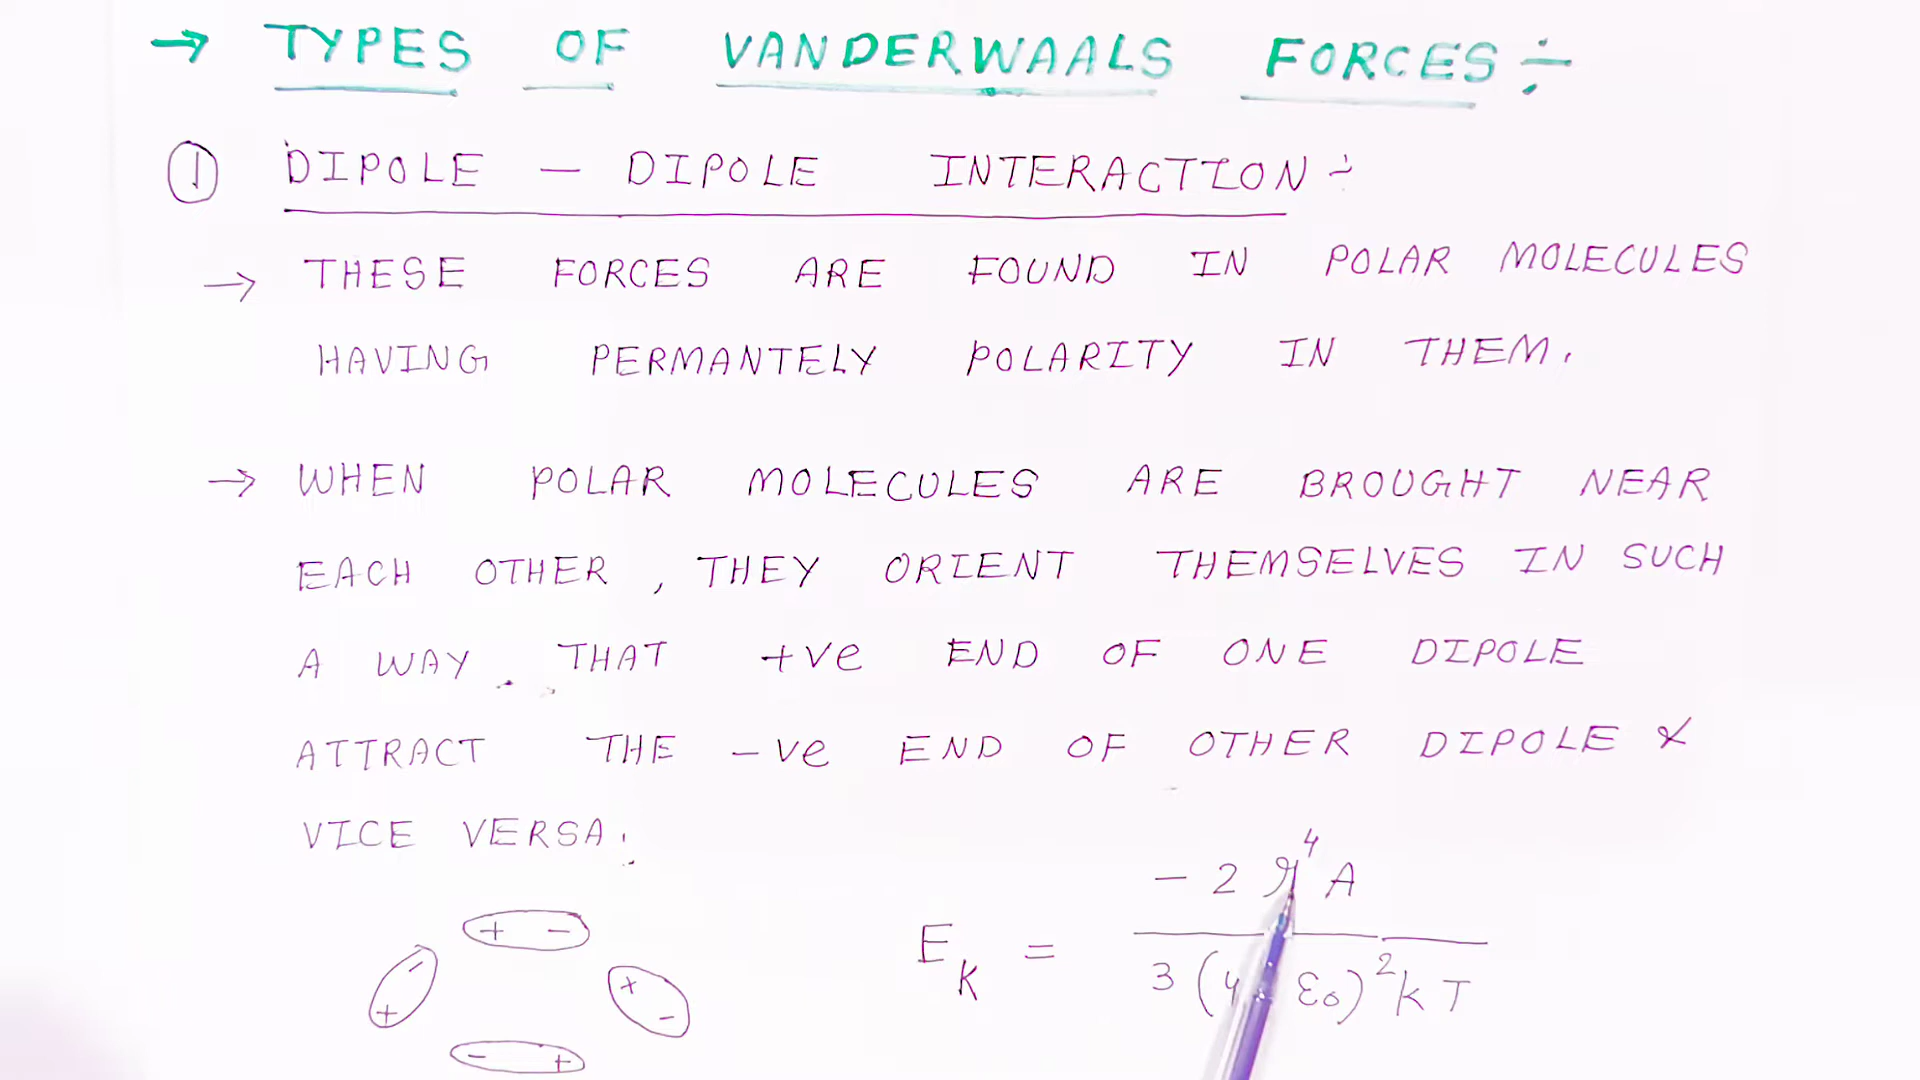 → TYPES OF VANDERWAALS FORCES ÷
① DIPOLE — DIPOLE INTERACTION ÷
→ THESE FORCES ARE FOUND IN POLAR MOLECULES
HAVING PERMANTELY POLARITY IN THEM.
→ WHEN POLAR MOLECULES ARE BROUGHT NEAR
EACH OTHER, THEY ORIENT THEMSELVES IN SUCH
A WAY THAT +ve END OF ONE DIPOLE
ATTRACT THE -ve END OF OTHER DIPOLE &
VICE VERSA.
+ -
- +
+ -
- +
E_K = - 2 r⁴ A
3 (4 ε₀)² k T